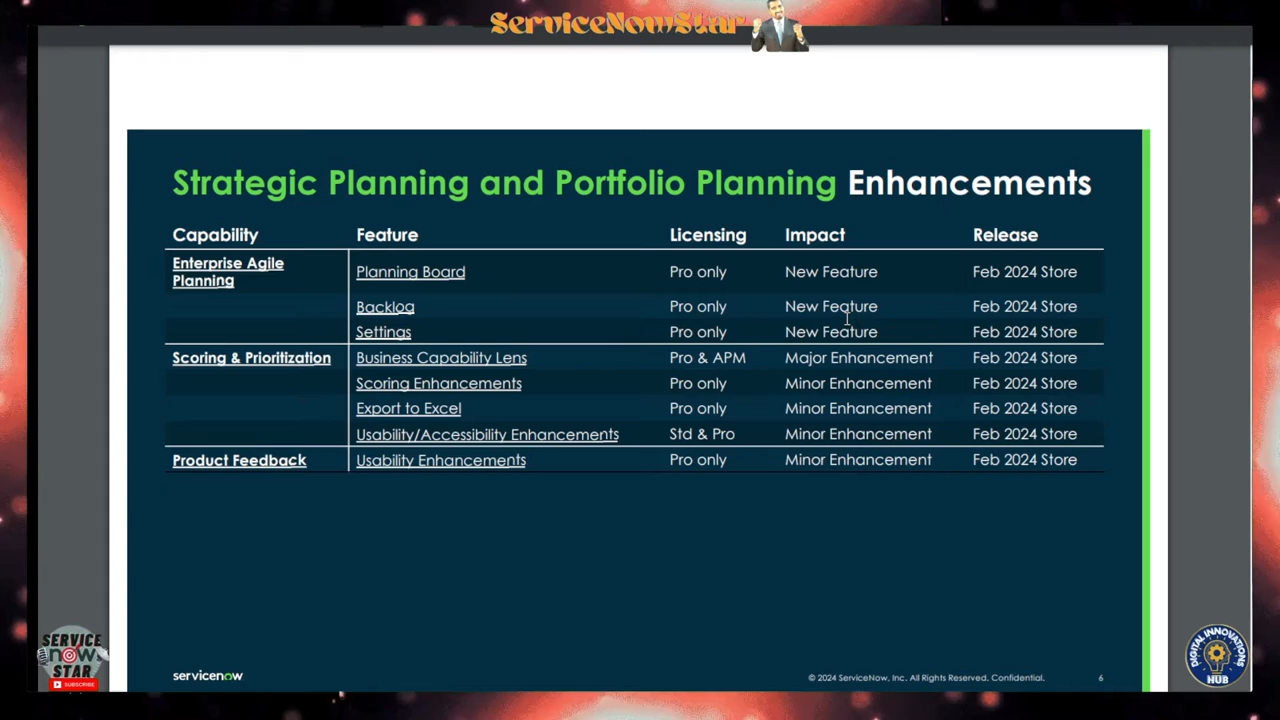 ServiceNowStar
Strategic Planning and Portfolio Planning Enhancements
Capability Feature Licensing Impact Release
Enterprise Agile
Planning Planning Board Pro only New Feature Feb 2024 Store
Backlog Pro only New Feature Feb 2024 Store
Settings Pro only New Feature Feb 2024 Store
Scoring & Prioritization Business Capability Lens Pro & APM Major Enhancement Feb 2024 Store
Scoring Enhancements Pro only Minor Enhancement Feb 2024 Store
Export to Excel Pro only Minor Enhancement Feb 2024 Store
Usability/Accessibility Enhancements Std & Pro Minor Enhancement Feb 2024 Store
Product Feedback Usability Enhancements Pro only Minor Enhancement Feb 2024 Store
SERVICE
now
STAR
SUBSCRIBE
servicenow
© 2024 ServiceNow, Inc. All Rights Reserved. Confidential. 6
DIGITAL INNOVATIONS
HUB